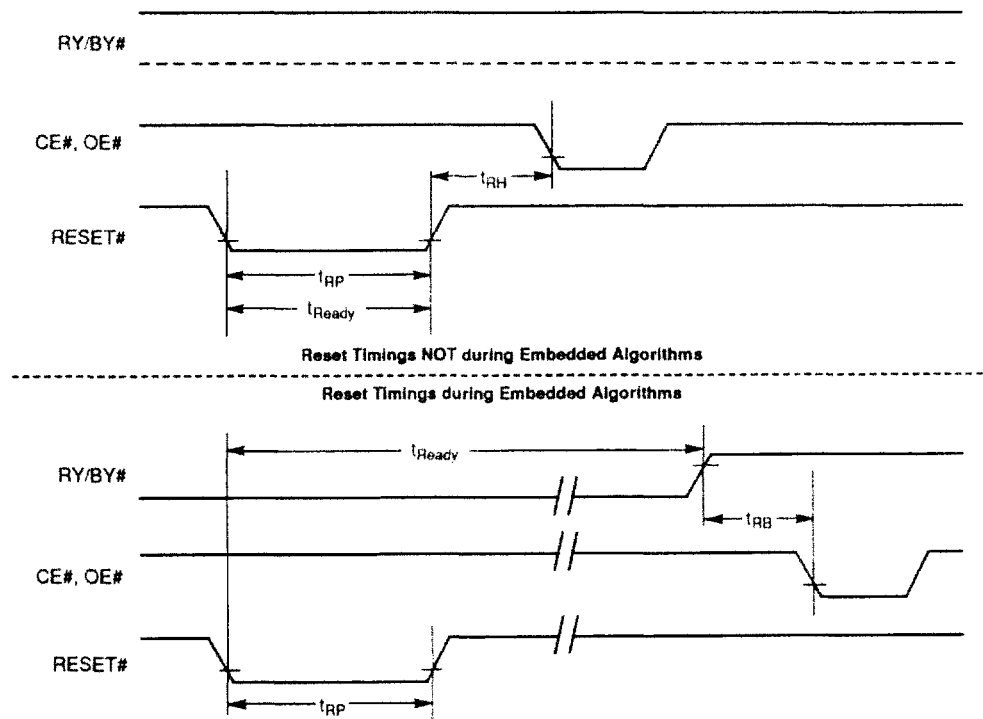 RY/BY#
CE#, OE#
tRH
RESET#
tRP
tReady
Reset Timings NOT during Embedded Algorithms
Reset Timings during Embedded Algorithms
tReady
RY/BY#
tRB
CE#, OE#
RESET#
tRP